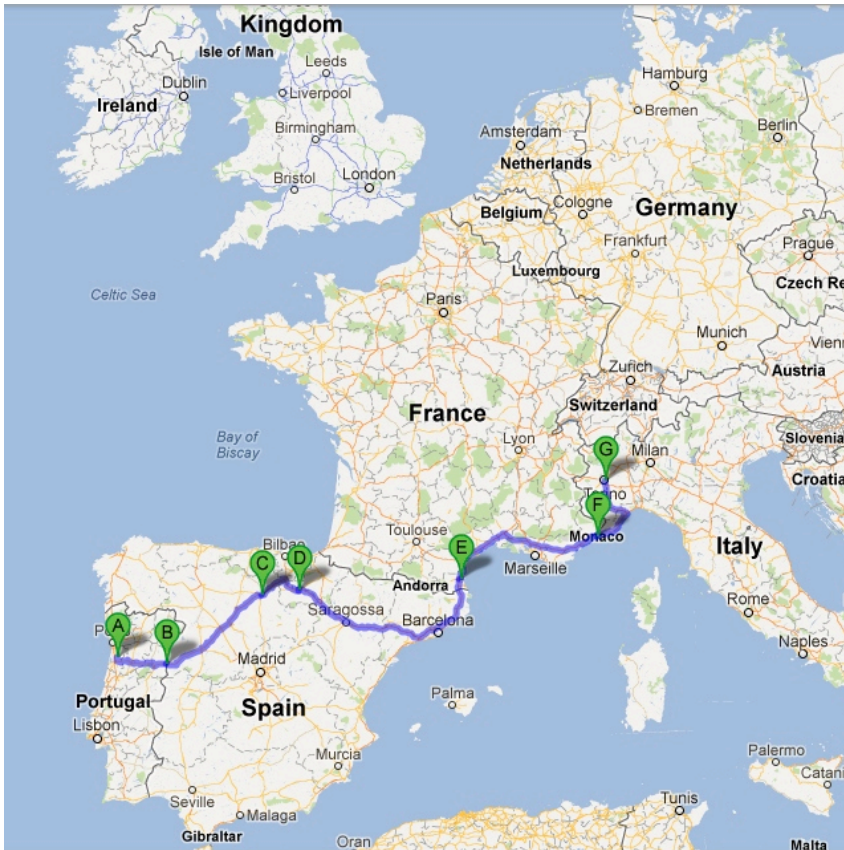 Kingdom
Isle of Man
Leeds
Dublin
Ireland
Liverpool
Hamburg
Bremen
Birmingham
Amsterdam
Berlin
Netherlands
Bristol
London
Cologne
Belgium
Germany
Frankfurt
Prague
Luxembourg
Czech Re
Celtic Sea
Paris
Munich
Vien
Zurich
Austria
Switzerland
France
Bay of
Biscay
Lyon
Milan
Slovenia
G
Croatia
F
Toulouse
Monaco
Italy
Bilba
E
Marseille
C
D
Andorra
Saragossa
Rome
A
B
Barcelona
Naples
Madrid
Portugal
Spain
Palma
Lisbon
Murcia
Palermo
Catani
Seville
Malaga
Tunis
Gibraltar
Oran
Malta